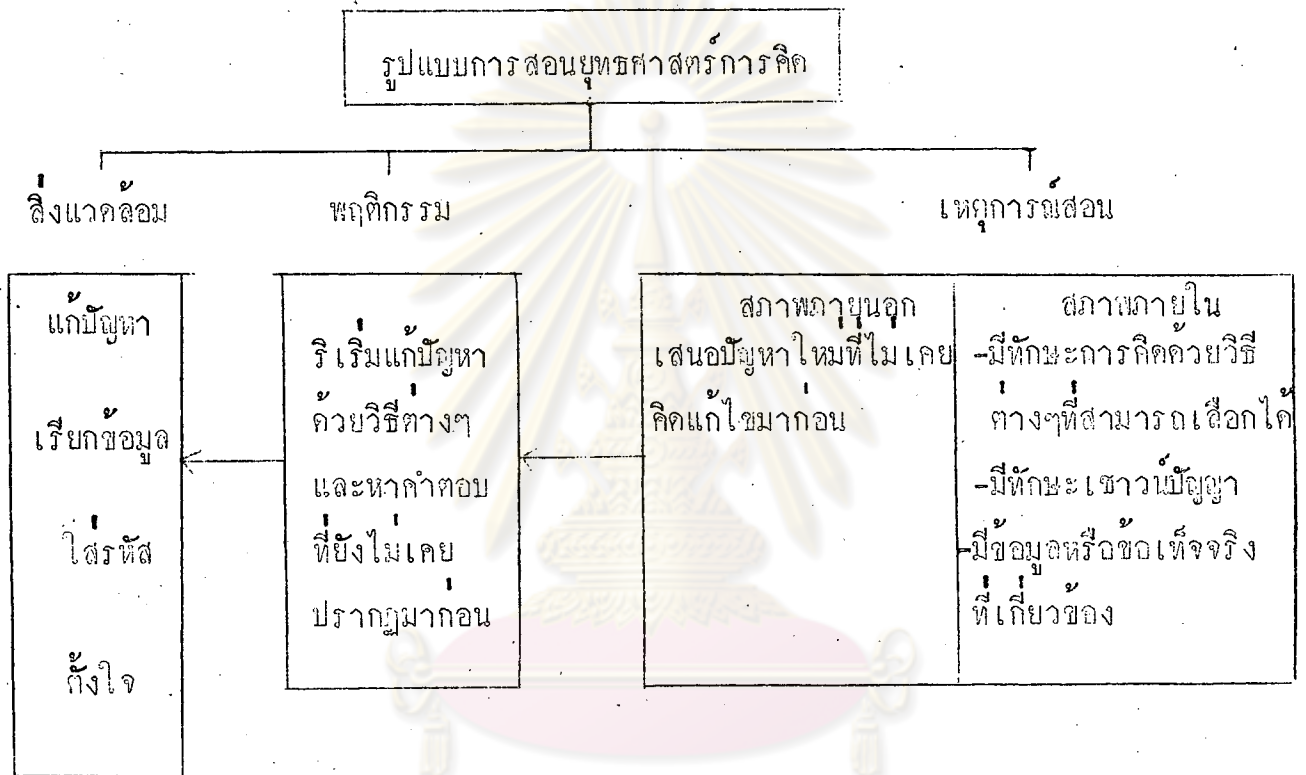 รูปแบบการสอนยุทธศาสตร์การคิด
สิ่งแวดล้อม
พฤติกรรม
เหตุการณ์สอน
แก้ปัญหา
เรียกข้อมูล
ใส่รหัส
ตั้งใจ
ริเริ่มแก้ปัญหา
ด้วยวิธีต่างๆ
และหาคำตอบ
ที่ยังไม่เคย
ปรากฏมาก่อน
สภาพภายนอก
เสนอปัญหาใหม่ที่ไม่เคย
คิดแก้ไขมาก่อน
สภาพภายใน
-มีทักษะการคิดด้วยวิธี
ต่างๆที่สามารถเลือกได้
-มีทักษะเชาวน์ปัญญา
-มีข้อมูลหรือข้อเท็จจริง
ที่เกี่ยวข้อง